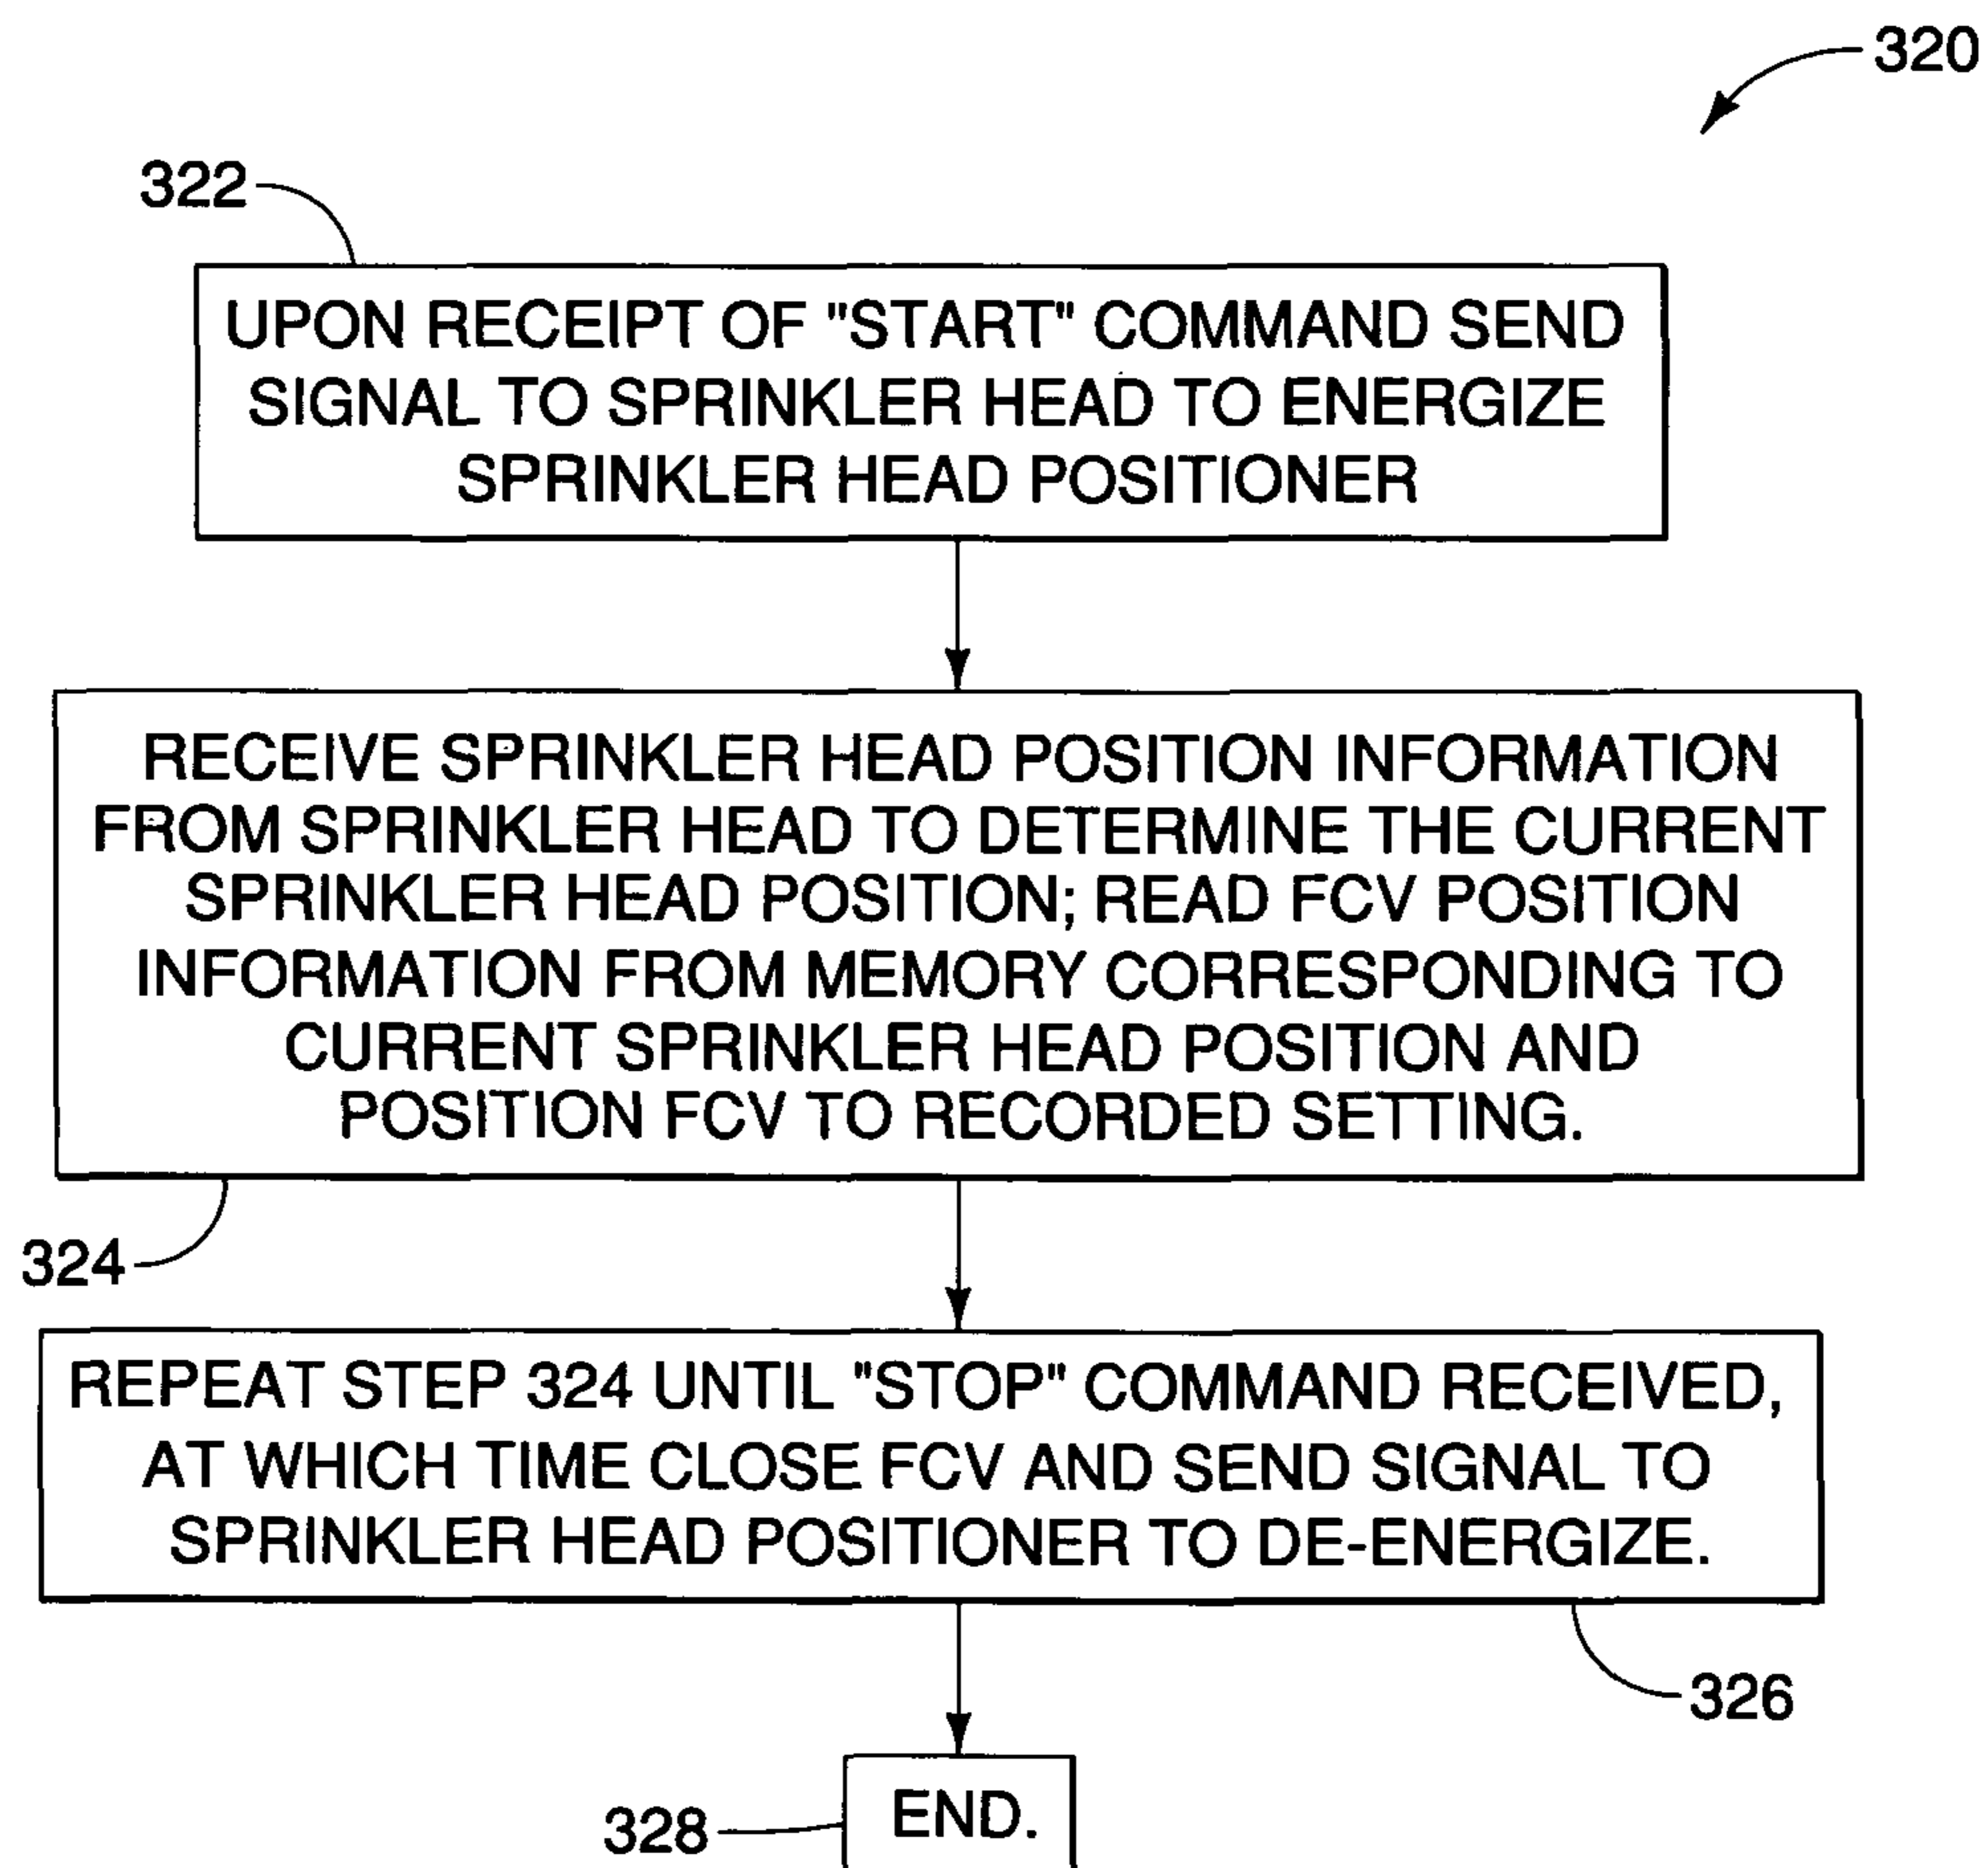 320
322
UPON RECEIPT OF "START" COMMAND SEND
SIGNAL TO SPRINKLER HEAD TO ENERGIZE
SPRINKLER HEAD POSITIONER
RECEIVE SPRINKLER HEAD POSITION INFORMATION
FROM SPRINKLER HEAD TO DETERMINE THE CURRENT
SPRINKLER HEAD POSITION; READ FCV POSITION
INFORMATION FROM MEMORY CORRESPONDING TO
CURRENT SPRINKLER HEAD POSITION AND
POSITION FCV TO RECORDED SETTING.
324
REPEAT STEP 324 UNTIL "STOP" COMMAND RECEIVED,
AT WHICH TIME CLOSE FCV AND SEND SIGNAL TO
SPRINKLER HEAD POSITIONER TO DE-ENERGIZE.
326
END.
328